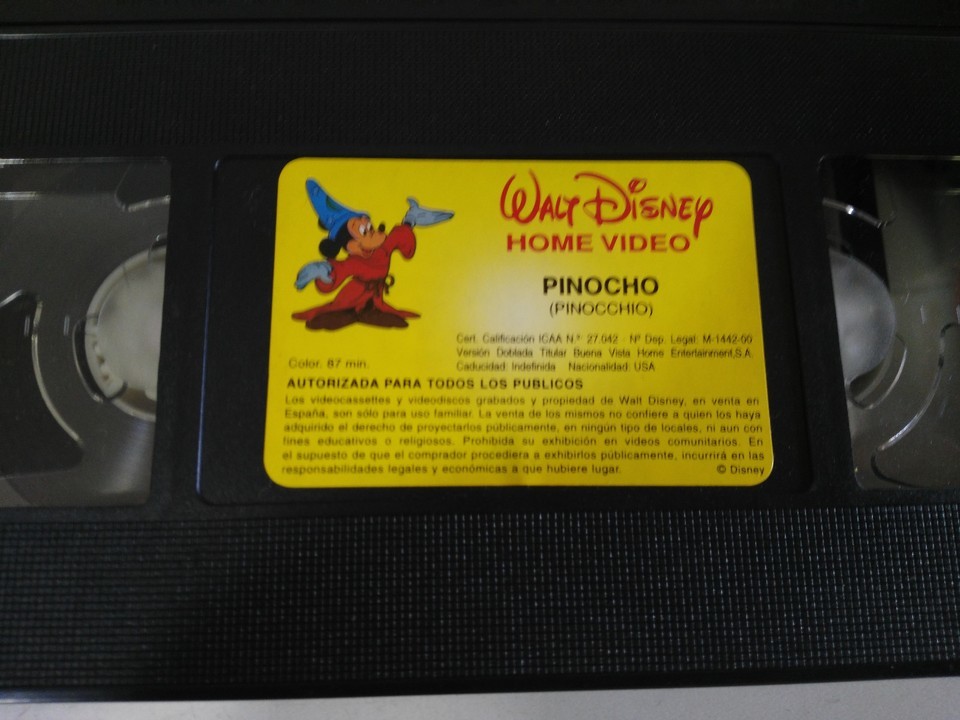 WALT DISNEY
HOME VIDEO
PINOCHO
(PINOCCHIO)
Cert. Calificación ICAA N.º 27.042 - Nº Dep. Legal: M-1442-00
Versión Doblada Titular Buena Vista Home Entertainment,S.A.
Color. 87 min.
Caducidad: Indefinida Nacionalidad: USA
AUTORIZADA PARA TODOS LOS PUBLICOS
Los videocassettes y videodiscos grabados y propiedad de Walt Disney, en venta en
España, son sólo para uso familiar. La venta de los mismos no confiere a quien los haya
adquirido el derecho de proyectarlos públicamente, en ningún tipo de locales, ni aun con
fines educativos o religiosos. Prohibida su exhibición en videos comunitarios. En
el supuesto de que el comprador procediera a exhibirlos públicamente, incurrirá en las
responsabilidades legales y económicas a que hubiere lugar.
© Disney